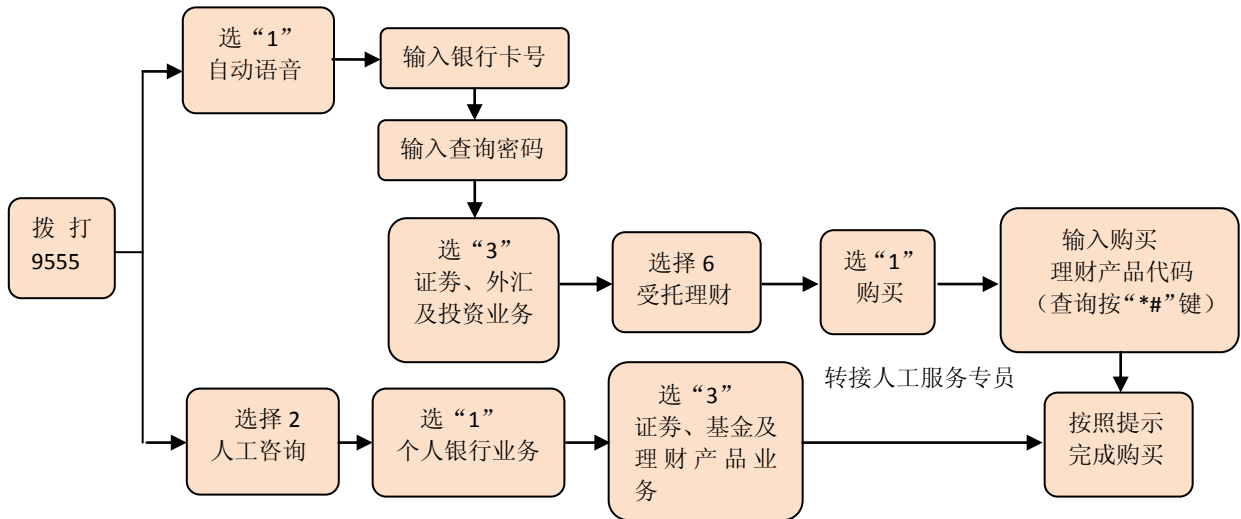 选“1”
自动语音
输入银行卡号
输入查询密码
拨 打
9555
选“3”
证券、外汇
及投资业务
选择 6
受托理财
选“1”
购买
输入购买
理财产品代码
（查询按“*#”键）
转接人工服务专员
选择 2
人工咨询
选“1”
个人银行业务
选“3”
证券、基金及
理财产品业
务
按照提示
完成购买